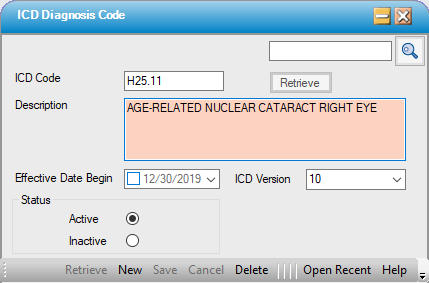 ICD Diagnosis Code
ICD Code H25.11 Retrieve
Description AGE-RELATED NUCLEAR CATARACT RIGHT EYE
Effective Date Begin 12/30/2019 ICD Version 10
Status
Active
Inactive
Retrieve New Save Cancel Delete Open Recent Help